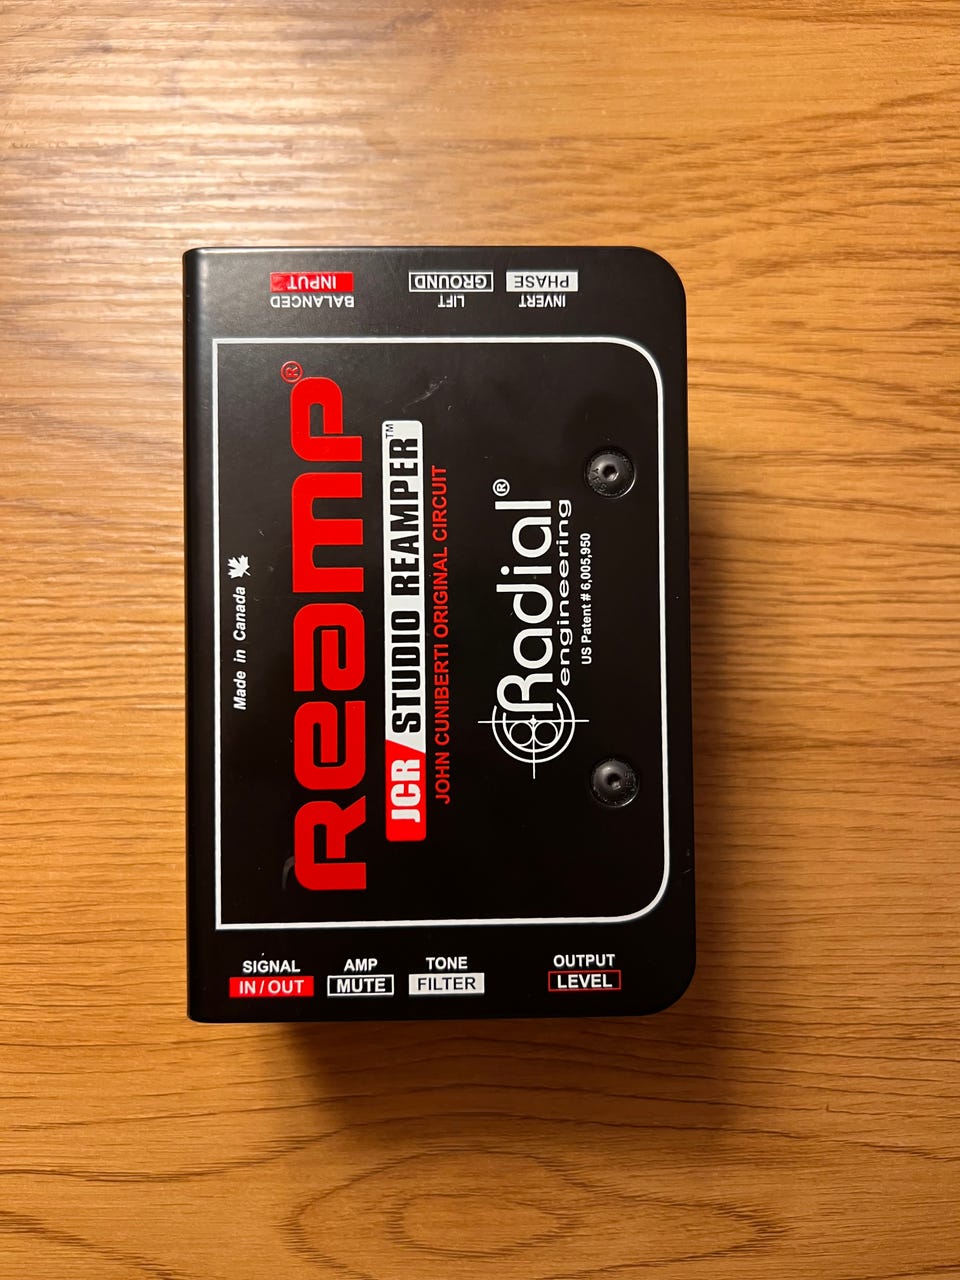 BALANCED
INPUT
LIFT
GROUND
INVERT
PHASE
Made in Canada
Reamp®
JCR/STUDIO REAMPER™
JOHN CUNIBERTI ORIGINAL CIRCUIT
Radial®
engineering
US Patent # 6,005,950
SIGNAL
IN / OUT
AMP
MUTE
TONE
FILTER
OUTPUT
LEVEL